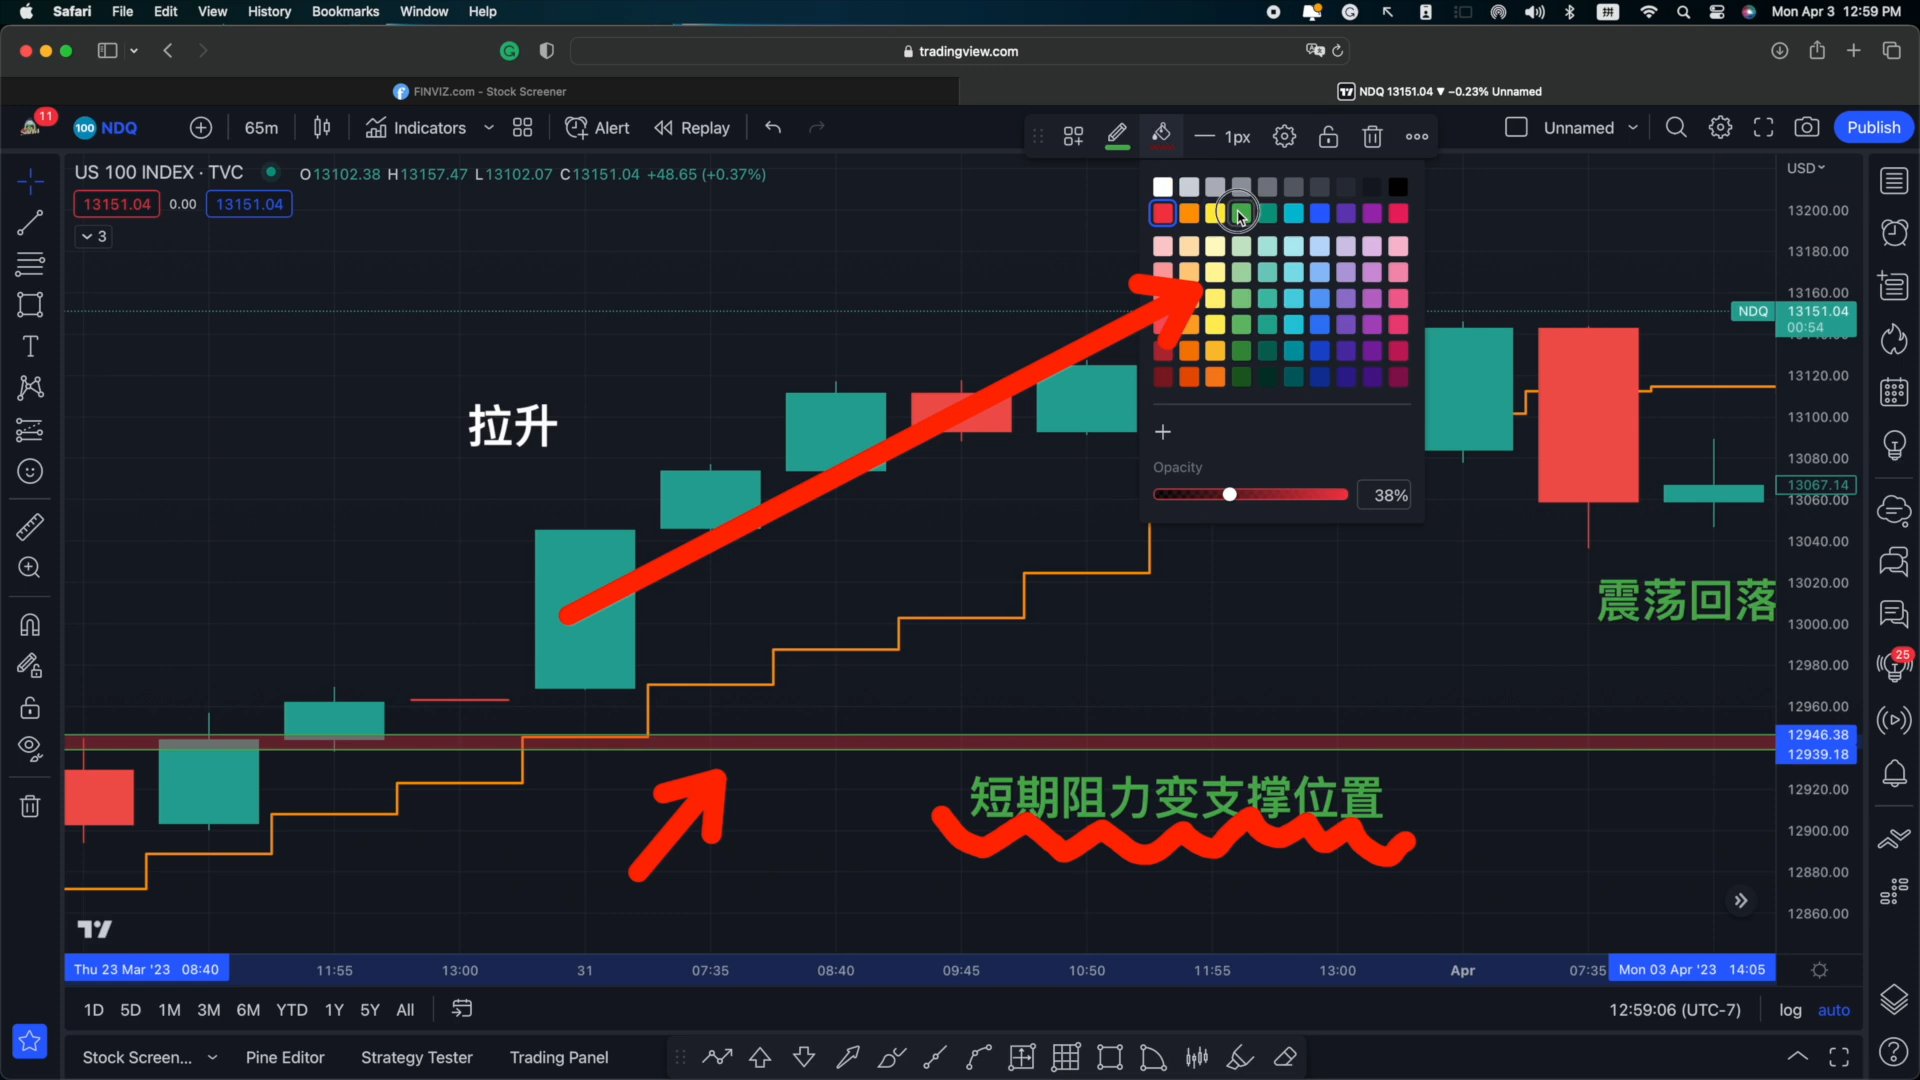 Safari File Edit View History Bookmarks Window Help
Mon Apr 3 12:59 PM
tradingview.com
FINVIZ.com - Stock Screener
NDQ 13151.04 ▼ −0.23% Unnamed
11
100 NDQ
65m
Indicators
Alert
Replay
1px
Unnamed
Publish
US 100 INDEX · TVC
O13102.38 H13157.47 L13102.07 C13151.04 +48.65 (+0.37%)
13151.04 0.00 13151.04
3
USD
13200.00
13180.00
13160.00
NDQ 13151.04
00:54
13120.00
13100.00
13080.00
13067.14
13060.00
13040.00
13020.00
13000.00
12980.00
12960.00
12946.38
12939.18
12920.00
12900.00
12880.00
12860.00
Opacity
38%
拉升
震荡回落
短期阻力变支撑位置
25
Thu 23 Mar '23 08:40 11:55 13:00 31 07:35 08:40 09:45 10:50 11:55 13:00 Apr 07:35 Mon 03 Apr '23 14:05
1D 5D 1M 3M 6M YTD 1Y 5Y All
12:59:06 (UTC-7) log auto
Stock Screen... Pine Editor Strategy Tester Trading Panel